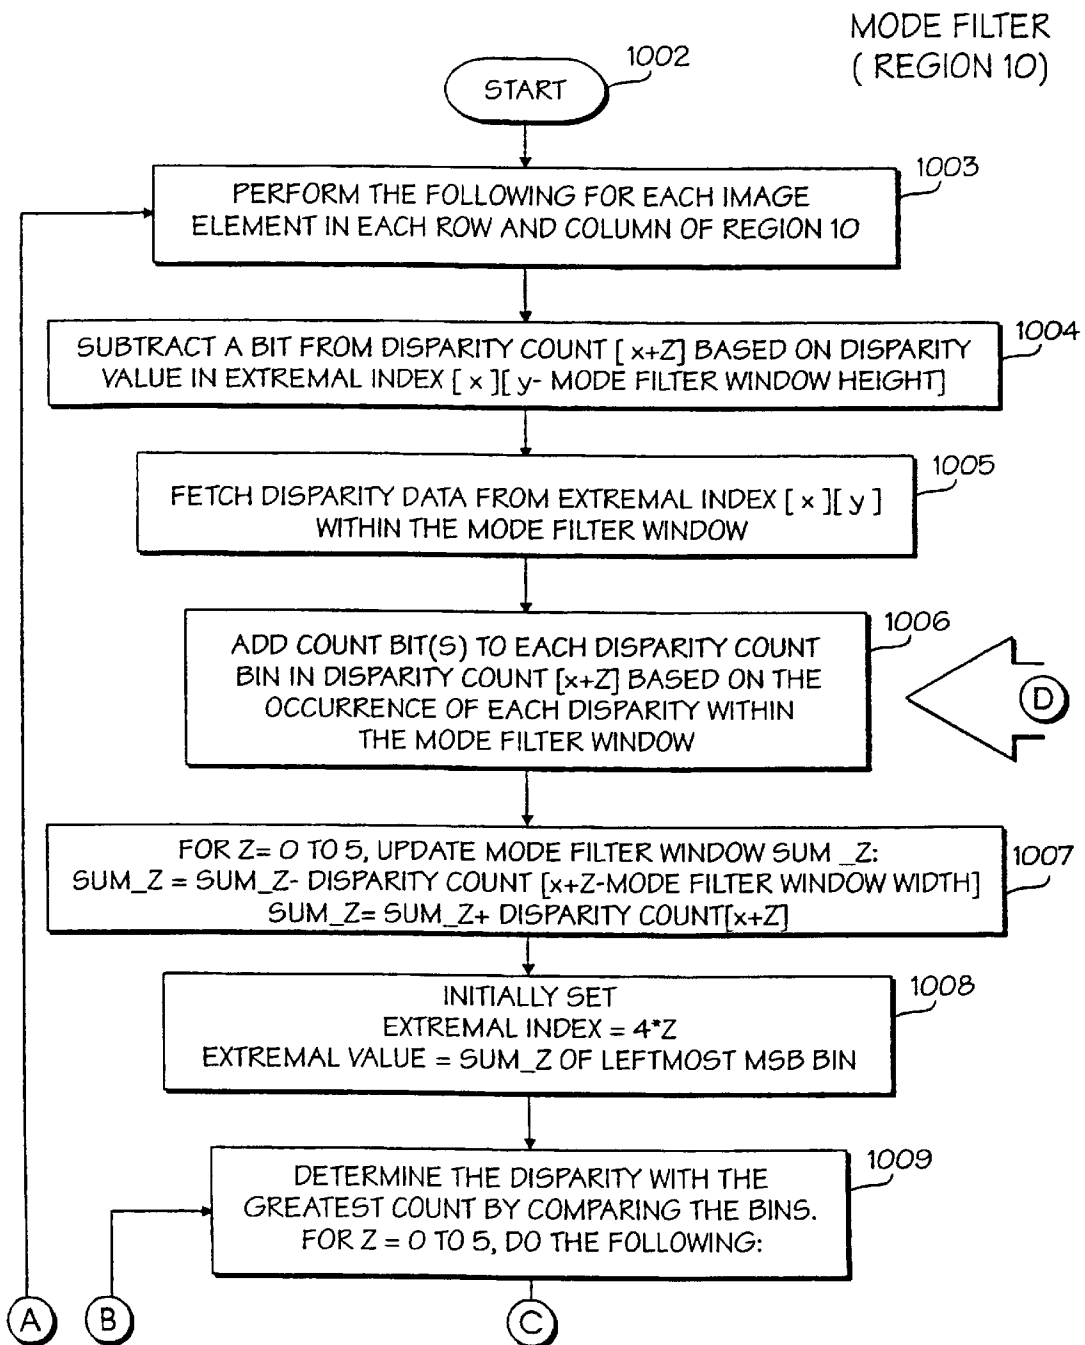 MODE FILTER
( REGION 10)
1002
START
1003
PERFORM THE FOLLOWING FOR EACH IMAGE
ELEMENT IN EACH ROW AND COLUMN OF REGION 10
1004
SUBTRACT A BIT FROM DISPARITY COUNT [ x+Z] BASED ON DISPARITY
VALUE IN EXTREMAL INDEX [ x ][ y- MODE FILTER WINDOW HEIGHT]
1005
FETCH DISPARITY DATA FROM EXTREMAL INDEX [ x ][ y ]
WITHIN THE MODE FILTER WINDOW
1006
ADD COUNT BIT(S) TO EACH DISPARITY COUNT
BIN IN DISPARITY COUNT [x+Z] BASED ON THE
OCCURRENCE OF EACH DISPARITY WITHIN
THE MODE FILTER WINDOW
D
1007
FOR Z= 0 TO 5, UPDATE MODE FILTER WINDOW SUM _Z:
SUM_Z = SUM_Z- DISPARITY COUNT [x+Z-MODE FILTER WINDOW WIDTH]
SUM_Z= SUM_Z+ DISPARITY COUNT[x+Z]
1008
INITIALLY SET
EXTREMAL INDEX = 4*Z
EXTREMAL VALUE = SUM_Z OF LEFTMOST MSB BIN
1009
DETERMINE THE DISPARITY WITH THE
GREATEST COUNT BY COMPARING THE BINS.
FOR Z = 0 TO 5, DO THE FOLLOWING:
A
B
C